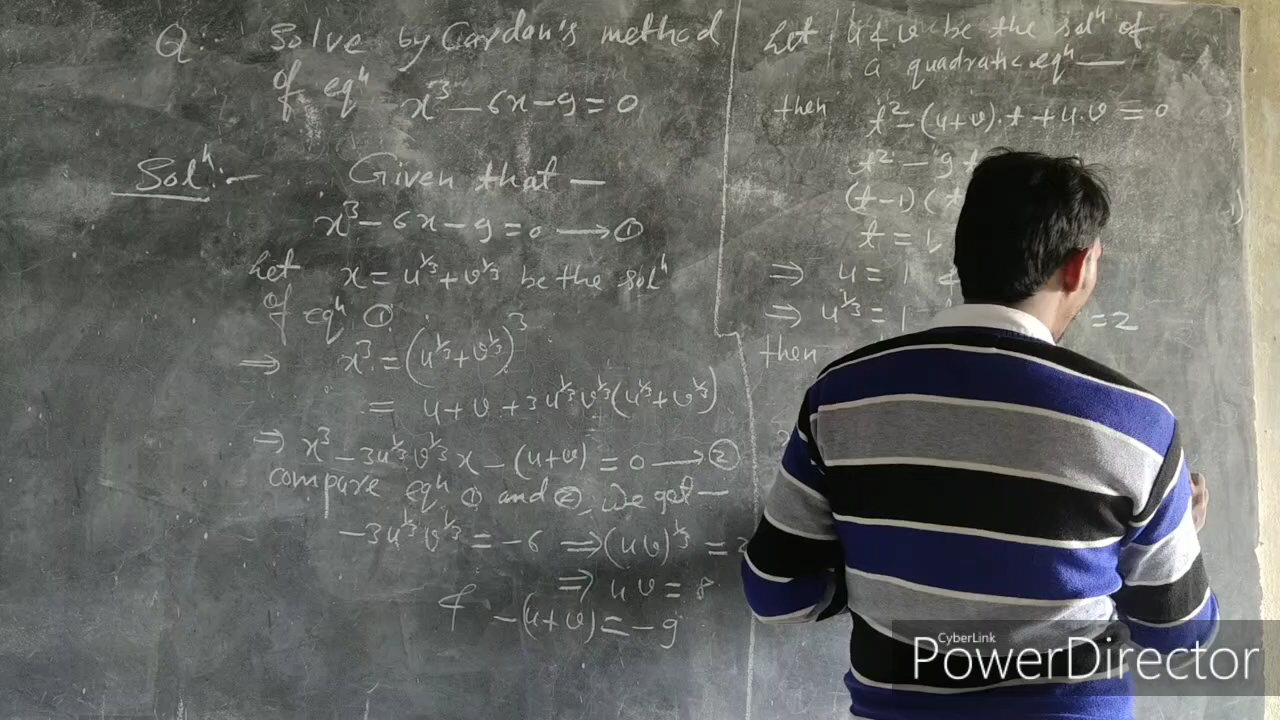 Q:- Solve by Cardan's method
of eqⁿ x³ - 6x - 9 = 0
Solⁿ:- Given that —
x³ - 6x - 9 = 0 → ①
Let x = u^⅓ + v^⅓ be the solⁿ
of eqⁿ ①
⇒ x³ = (u^⅓ + v^⅓)³
= u + v + 3u^⅓v^⅓(u^⅓ + v^⅓)
⇒ x³ - 3u^⅓v^⅓ x - (u+v) = 0 → ②
compare eqⁿ ① and ②, we get —
-3u^⅓v^⅓ = -6 ⇒ (uv)^⅓ =
⇒ uv = 8
& -(u+v) = -9
Let u & v be the solⁿ of
a quadratic eqⁿ —
then t² - (u+v).t + u.v = 0
t² - 9t
(t-1)(t
t = 1,
⇒ u = 1
⇒ u^⅓ = 1 = 2
then
CyberLink
PowerDirector